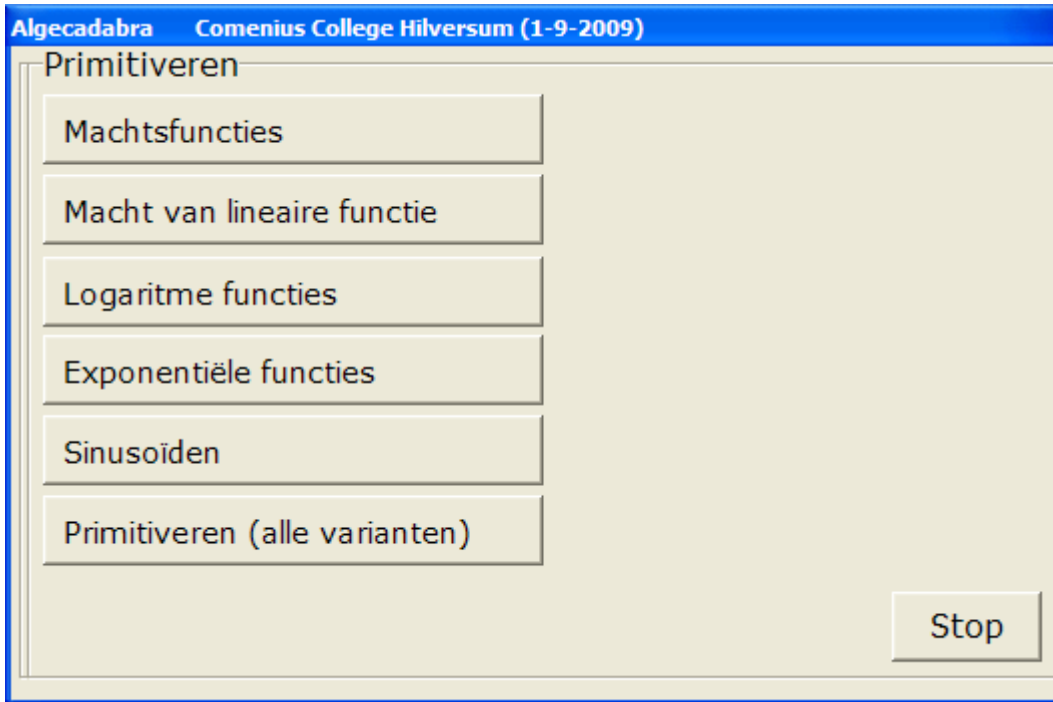 Algecadabra Comenius College Hilversum (1-9-2009)
Primitiveren
Machtsfuncties
Macht van lineaire functie
Logaritme functies
Exponentiële functies
Sinusoïden
Primitiveren (alle varianten)
Stop